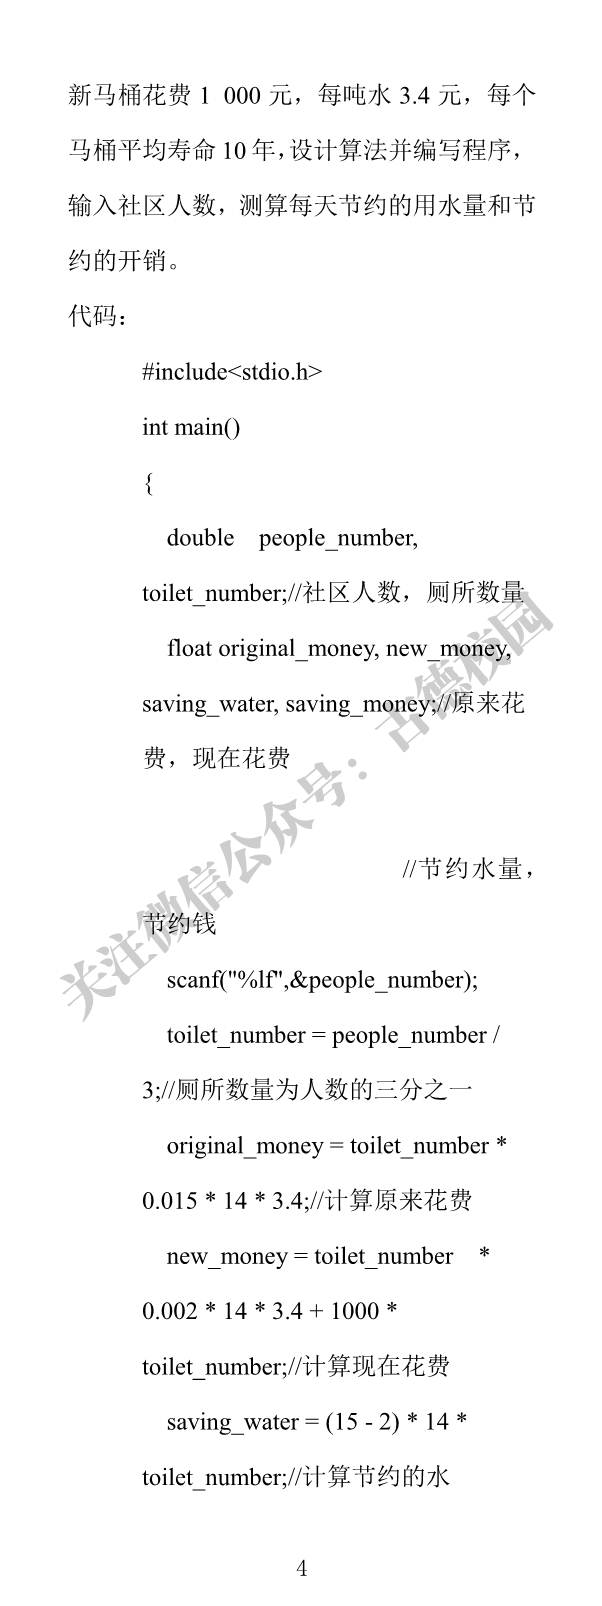 新马桶花费 1 000 元，每吨水 3.4 元，每个
马桶平均寿命 10 年，设计算法并编写程序，
输入社区人数，测算每天节约的用水量和节
约的开销。
代码：
#include<stdio.h>
int main()
{
double people_number,
toilet_number;//社区人数，厕所数量
float original_money, new_money,
saving_water, saving_money;//原来花
费，现在花费
//节约水量，
节约钱
scanf("%lf",&people_number);
toilet_number = people_number /
3;//厕所数量为人数的三分之一
original_money = toilet_number *
0.015 * 14 * 3.4;//计算原来花费
new_money = toilet_number *
0.002 * 14 * 3.4 + 1000 *
toilet_number;//计算现在花费
saving_water = (15 - 2) * 14 *
toilet_number;//计算节约的水
4
关注微信公众号：古德校园